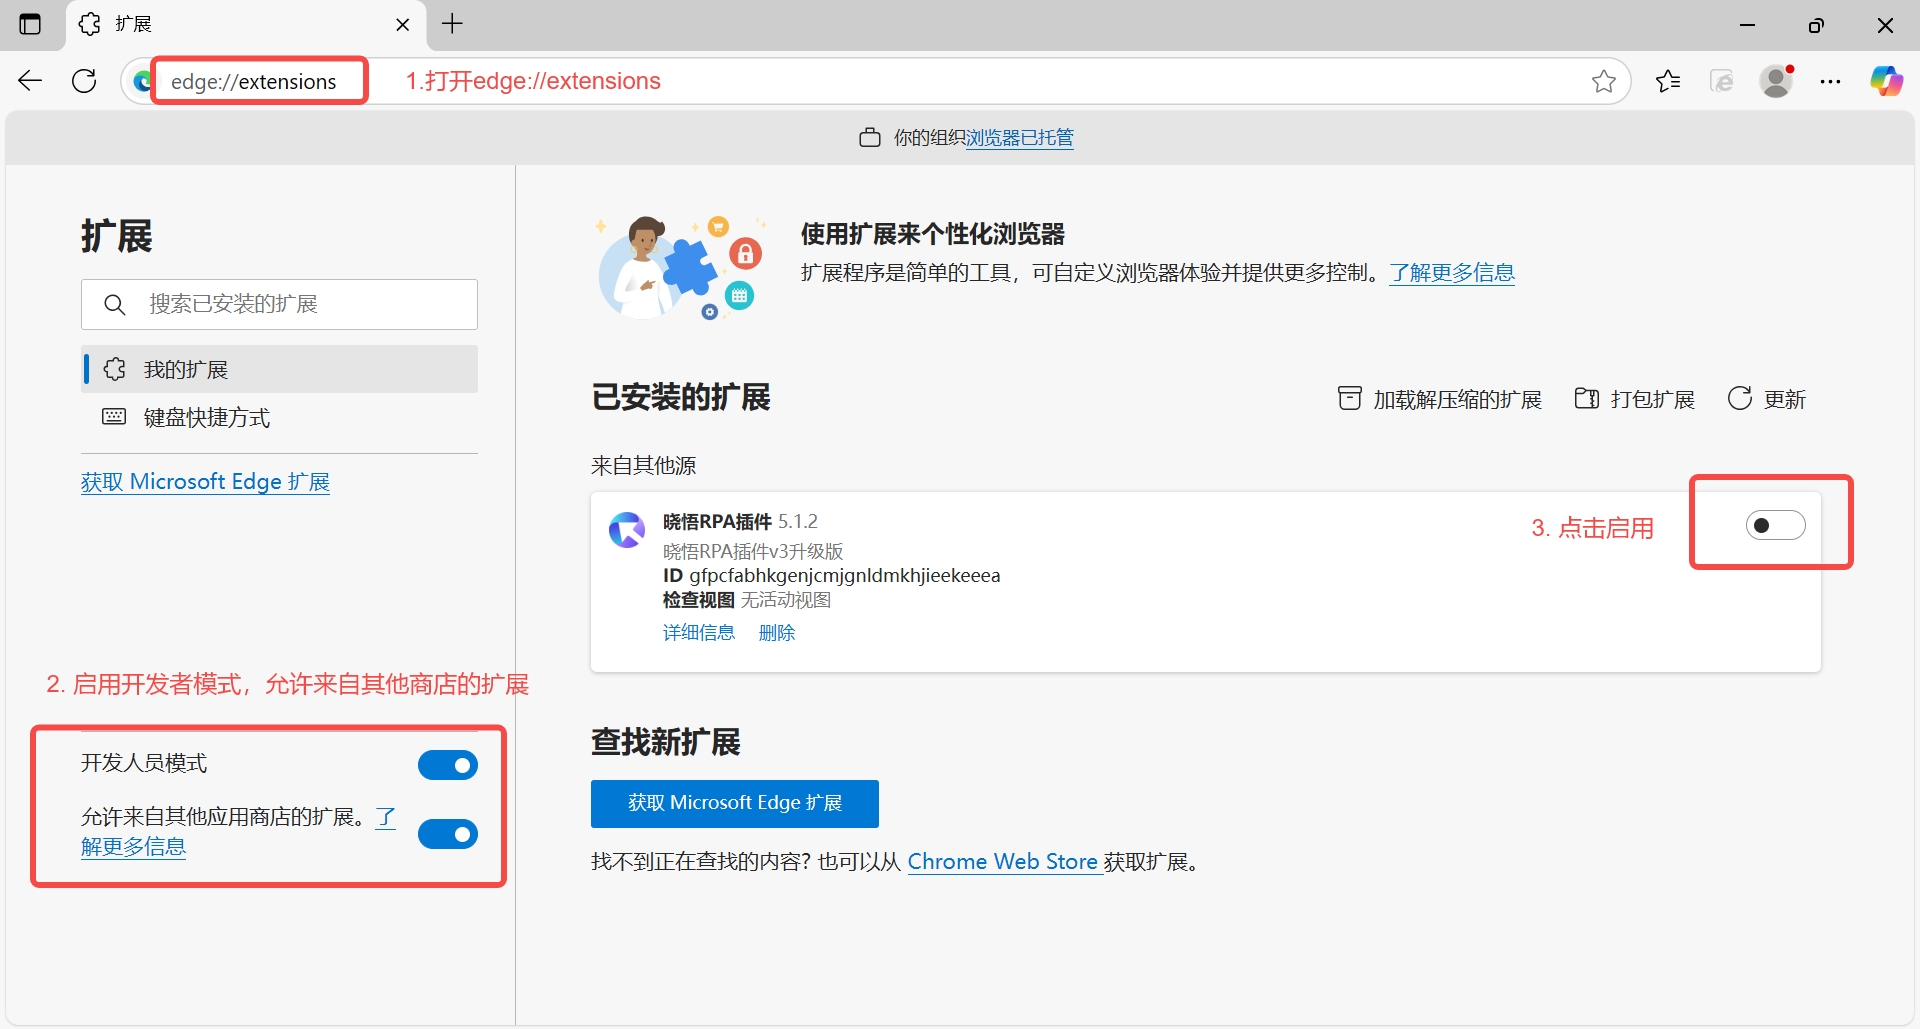 扩展
edge://extensions
1.打开edge://extensions
你的组织浏览器已托管
扩展
搜索已安装的扩展
我的扩展
键盘快捷方式
获取 Microsoft Edge 扩展
2. 启用开发者模式，允许来自其他商店的扩展
开发人员模式
允许来自其他应用商店的扩展。了
解更多信息
使用扩展来个性化浏览器
扩展程序是简单的工具，可自定义浏览器体验并提供更多控制。了解更多信息
已安装的扩展
加载解压缩的扩展
打包扩展
更新
来自其他源
晓悟RPA插件 5.1.2
晓悟RPA插件v3升级版
ID gfpcfabhkgenjcmjgnldmkhjieekeeea
检查视图 无活动视图
详细信息 删除
3. 点击启用
查找新扩展
获取 Microsoft Edge 扩展
找不到正在查找的内容? 也可以从 Chrome Web Store 获取扩展。